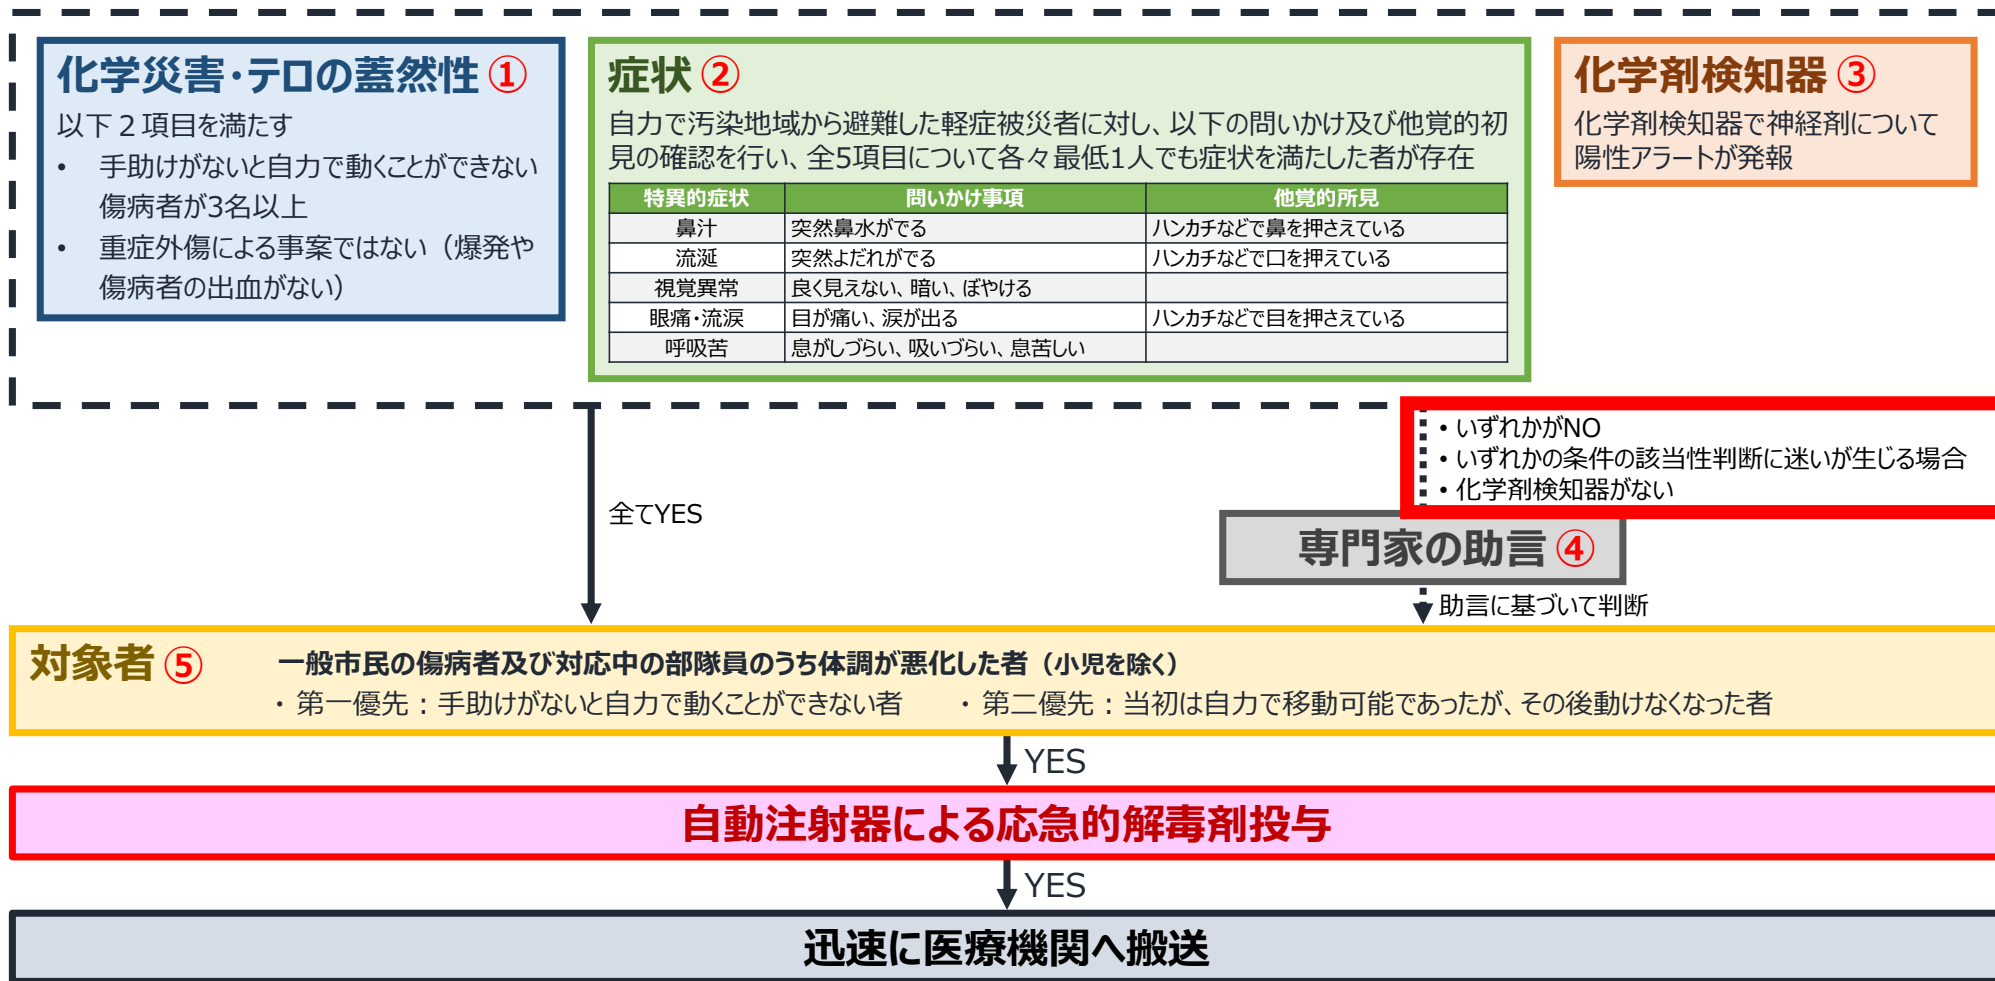 化学災害・テロの蓋然性 ①
以下２項目を満たす
• 手助けがないと自力で動くことができない
傷病者が3名以上
• 重症外傷による事案ではない（爆発や
傷病者の出血がない）
症状 ②
自力で汚染地域から避難した軽症被災者に対し、以下の問いかけ及び他覚的初
見の確認を行い、全5項目について各々最低1人でも症状を満たした者が存在
特異的症状 問いかけ事項 他覚的所見
鼻汁 突然鼻水がでる ハンカチなどで鼻を押さえている
流涎 突然よだれがでる ハンカチなどで口を押えている
視覚異常 良く見えない、暗い、ぼやける
眼痛・流涙 目が痛い、涙が出る ハンカチなどで目を押さえている
呼吸苦 息がしづらい、吸いづらい、息苦しい
化学剤検知器 ③
化学剤検知器で神経剤について
陽性アラートが発報
• いずれかがNO
• いずれかの条件の該当性判断に迷いが生じる場合
• 化学剤検知器がない
全てYES
専門家の助言 ④
助言に基づいて判断
対象者 ⑤ 一般市民の傷病者及び対応中の部隊員のうち体調が悪化した者（小児を除く）
・ 第一優先：手助けがないと自力で動くことができない者 ・ 第二優先：当初は自力で移動可能であったが、その後動けなくなった者
YES
自動注射器による応急的解毒剤投与
YES
迅速に医療機関へ搬送